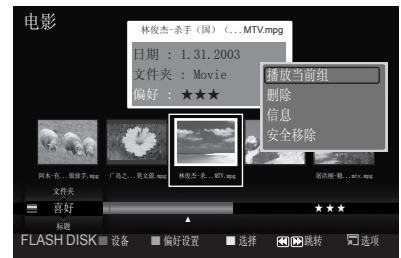 电影
林俊杰-杀手（国）（...MTV.mpg
日期 : 1.31.2003
文件夹 : Movie
偏好 : ★★★
播放当前组
删除
信息
安全移除
林俊杰-杀...MTV.mpg
文件夹
喜好
★★★
标题
FLASH DISK 设备 偏好设置 选择 跳转 选项